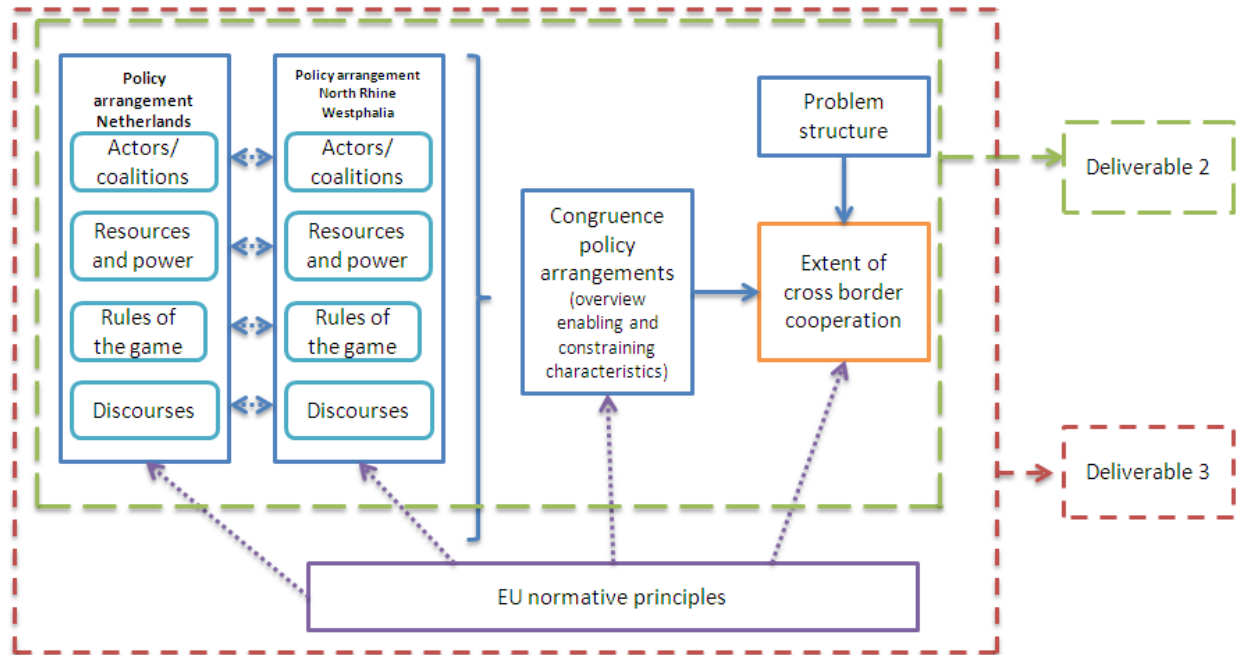 Policy
arrangement
Netherlands
Actors/
coalitions
Resources
and power
Rules of
the game
Discourses
Policy arrangement
North Rhine
Westphalia
Actors/
coalitions
Resources
and power
Rules of
the game
Discourses
Congruence
policy
arrangements
(overview
enabling and
constraining
characteristics)
Problem
structure
Extent of
cross border
cooperation
Deliverable 2
Deliverable 3
EU normative principles